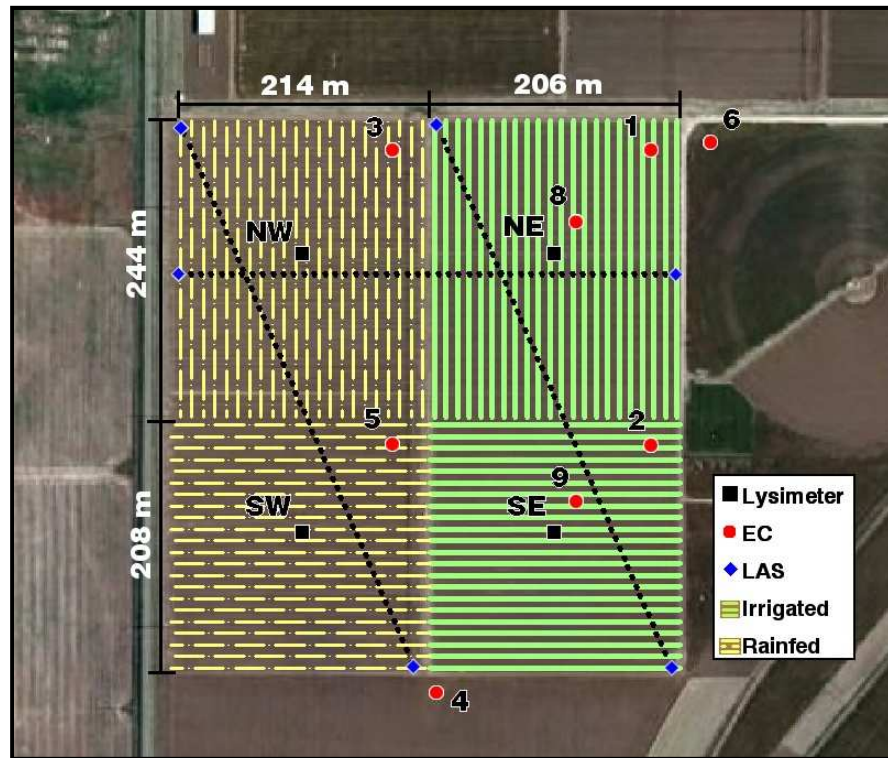 214 m
206 m
3
1
6
8
NW
NE
244 m
5
2
9
SW
SE
208 m
4
Lysimeter
EC
LAS
Irrigated
Rainfed